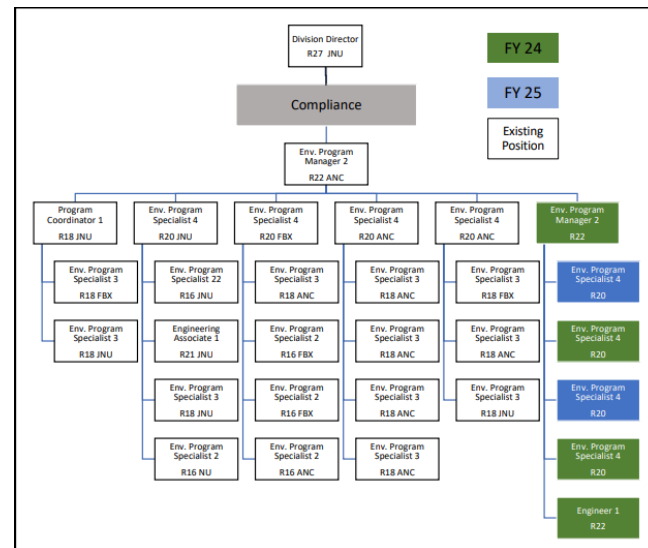 Division Director
R27 JNU
FY 24
Compliance
FY 25
Existing
Position
Env. Program
Manager 2
R22 ANC
Program
Coordinator 1
R18 JNU
Env. Program
Specialist 4
R20 JNU
Env. Program
Specialist 4
R20 FBX
Env. Program
Specialist 4
R20 ANC
Env. Program
Specialist 4
R20 ANC
Env. Program
Manager 2
R22
Env. Program
Specialist 3
R18 FBX
Env. Program
Specialist 22
R16 JNU
Env. Program
Specialist 3
R18 ANC
Env. Program
Specialist 3
R18 ANC
Env. Program
Specialist 3
R18 FBX
Env. Program
Specialist 4
R20
Env. Program
Specialist 3
R18 JNU
Engineering
Associate 1
R21 JNU
Env. Program
Specialist 2
R16 FBX
Env. Program
Specialist 3
R18 ANC
Env. Program
Specialist 3
R18 ANC
Env. Program
Specialist 4
R20
Env. Program
Specialist 3
R18 JNU
Env. Program
Specialist 2
R16 FBX
Env. Program
Specialist 3
R18 ANC
Env. Program
Specialist 3
R18 JNU
Env. Program
Specialist 4
R20
Env. Program
Specialist 2
R16 NU
Env. Program
Specialist 2
R16 ANC
Env. Program
Specialist 3
R18 ANC
Env. Program
Specialist 4
R20
Engineer 1
R22